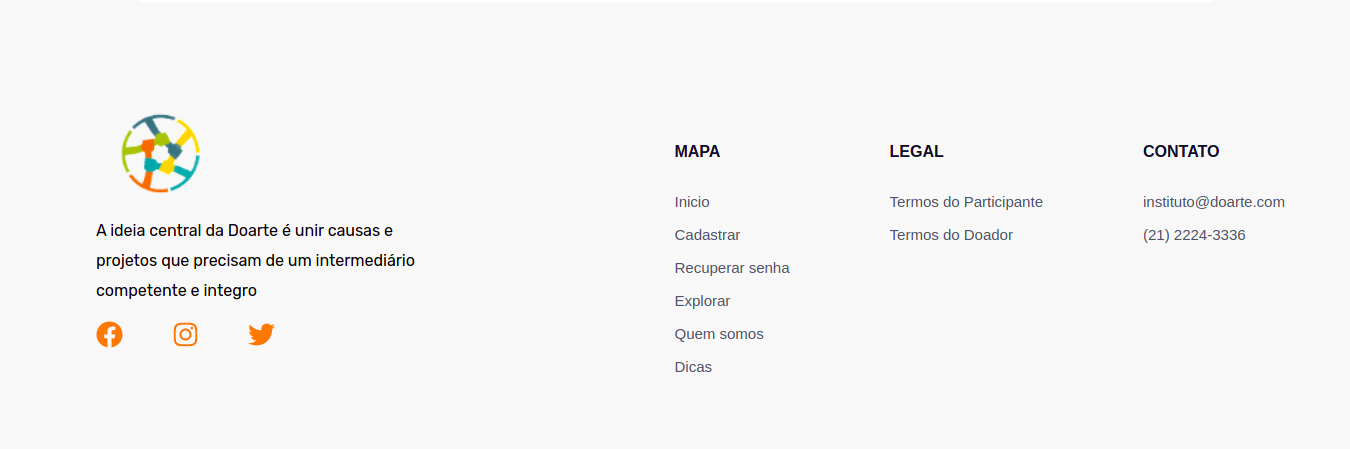 A ideia central da Doarte é unir causas e
projetos que precisam de um intermediário
competente e integro
MAPA
Inicio
Cadastrar
Recuperar senha
Explorar
Quem somos
Dicas
LEGAL
Termos do Participante
Termos do Doador
CONTATO
instituto@doarte.com
(21) 2224-3336